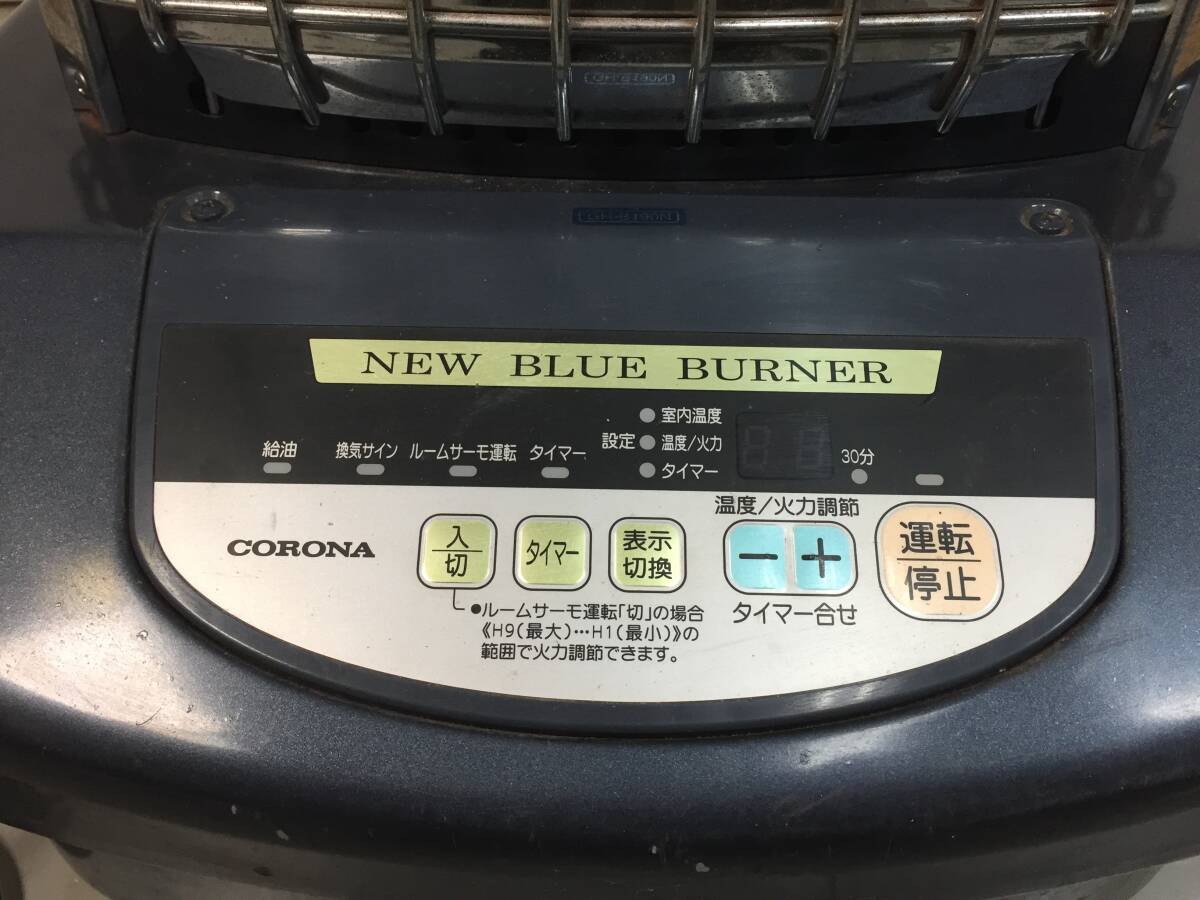 NEW BLUE BURNER
室内温度
設定
温度/火力
タイマー
30分
給油
換気サイン
ルームサーモ運転
タイマー
CORONA
入
切
タイマー
表示
切換
温度/火力調節
− +
タイマー合せ
運転
停止
●ルームサーモ運転「切」の場合
《H9(最大)…H1(最小)》の
範囲で火力調節できます。